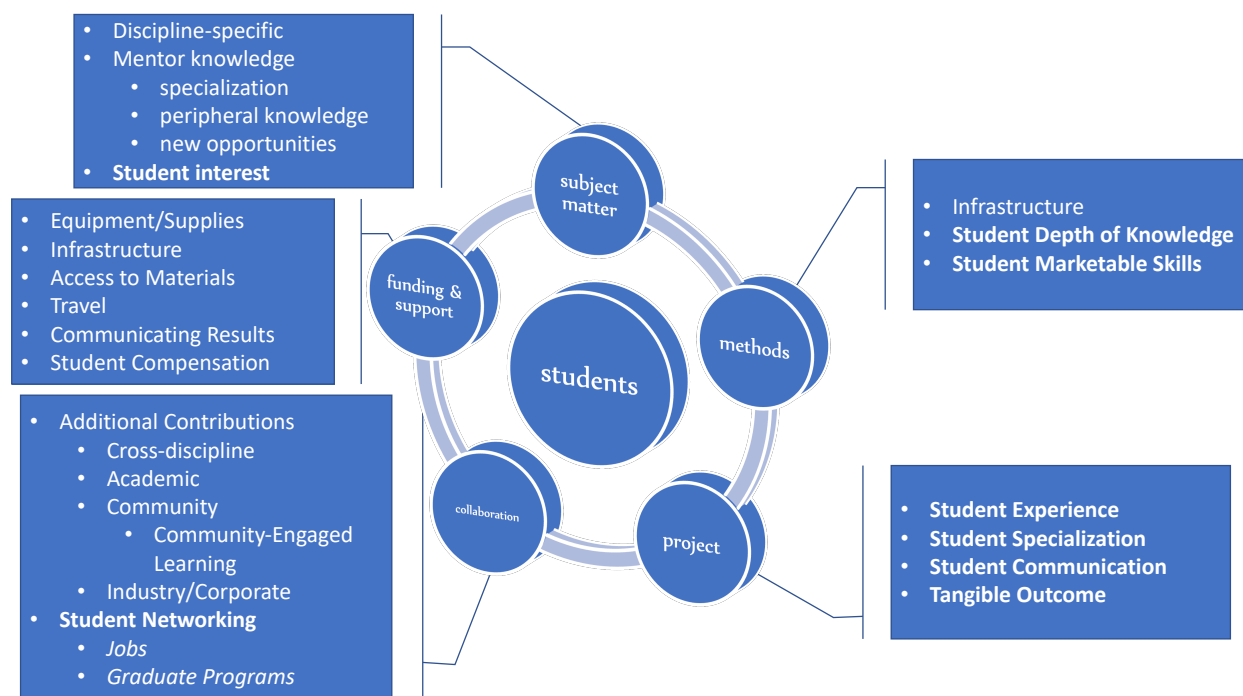 • Discipline-specific
• Mentor knowledge
• specialization
• peripheral knowledge
• new opportunities
• Student interest
• Equipment/Supplies
• Infrastructure
• Access to Materials
• Travel
• Communicating Results
• Student Compensation
• Additional Contributions
• Cross-discipline
• Academic
• Community
• Community-Engaged
Learning
• Industry/Corporate
• Student Networking
• Jobs
• Graduate Programs
subject
matter
funding &
support
methods
students
collaboration
project
• Infrastructure
• Student Depth of Knowledge
• Student Marketable Skills
• Student Experience
• Student Specialization
• Student Communication
• Tangible Outcome